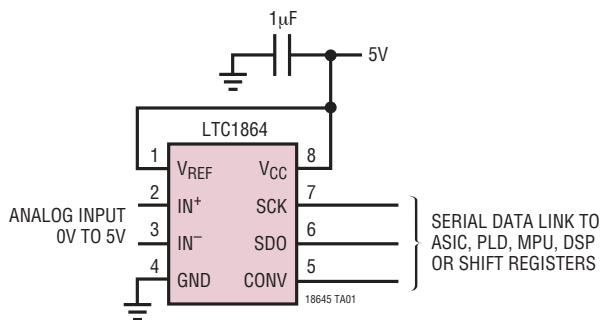 1µF
5V
LTC1864
1
8
V_REF
V_CC
2
7
ANALOG INPUT
0V TO 5V
IN⁺
SCK
3
6
IN⁻
SDO
4
5
GND
CONV
SERIAL DATA LINK TO
ASIC, PLD, MPU, DSP
OR SHIFT REGISTERS
18645 TA01